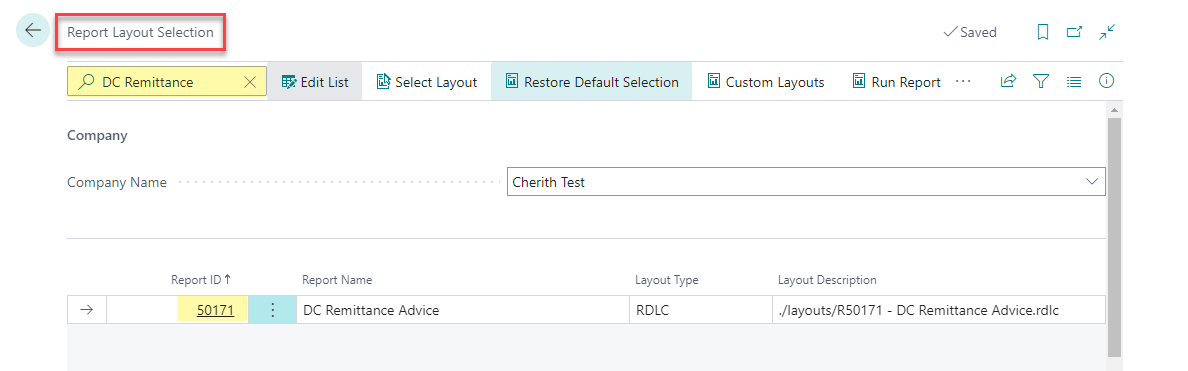 Report Layout Selection
Saved
DC Remittance
Edit List
Select Layout
Restore Default Selection
Custom Layouts
Run Report
Company
Company Name
Cherith Test
Report ID↑ Report Name Layout Type Layout Description
50171 DC Remittance Advice RDLC ./layouts/R50171 - DC Remittance Advice.rdlc